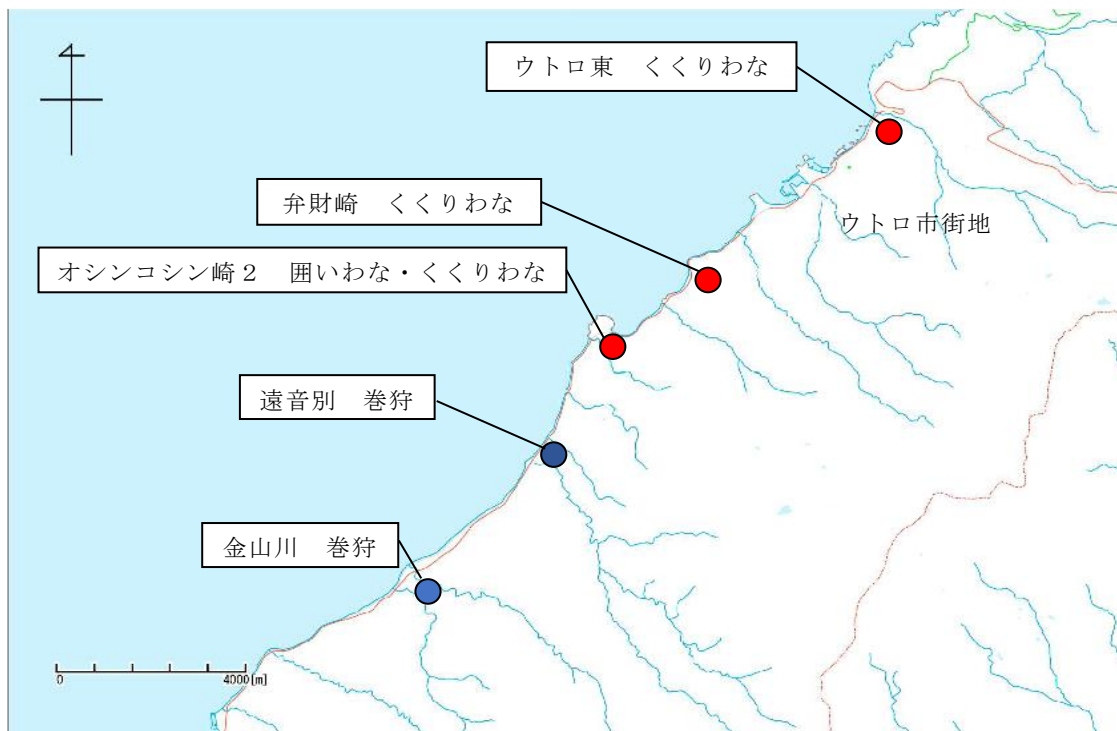 ウトロ東　くくりわな
弁財崎　くくりわな
ウトロ市街地
オシンコシン崎２　囲いわな・くくりわな
遠音別　巻狩
金山川　巻狩
0 4000[m]